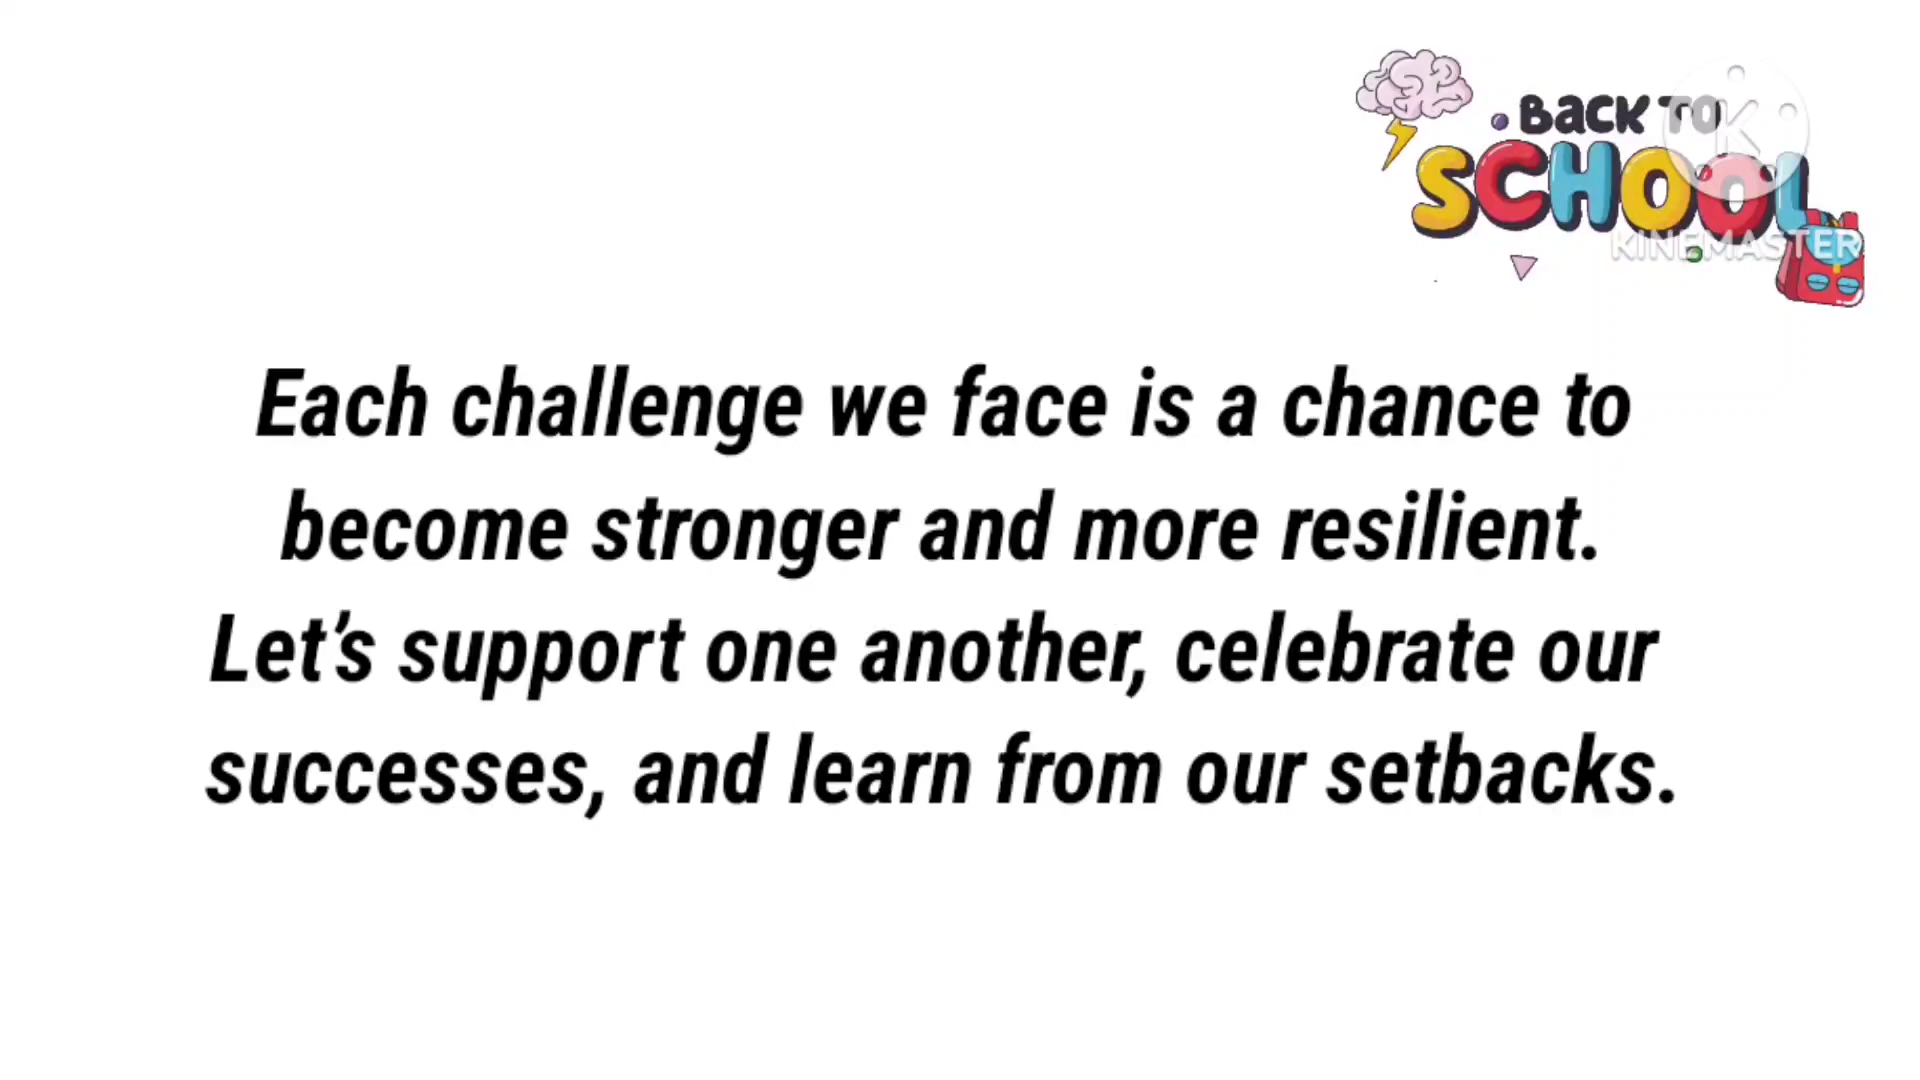 BACK TO
SCHOOL
KINEMASTER
Each challenge we face is a chance to
become stronger and more resilient.
Let’s support one another, celebrate our
successes, and learn from our setbacks.